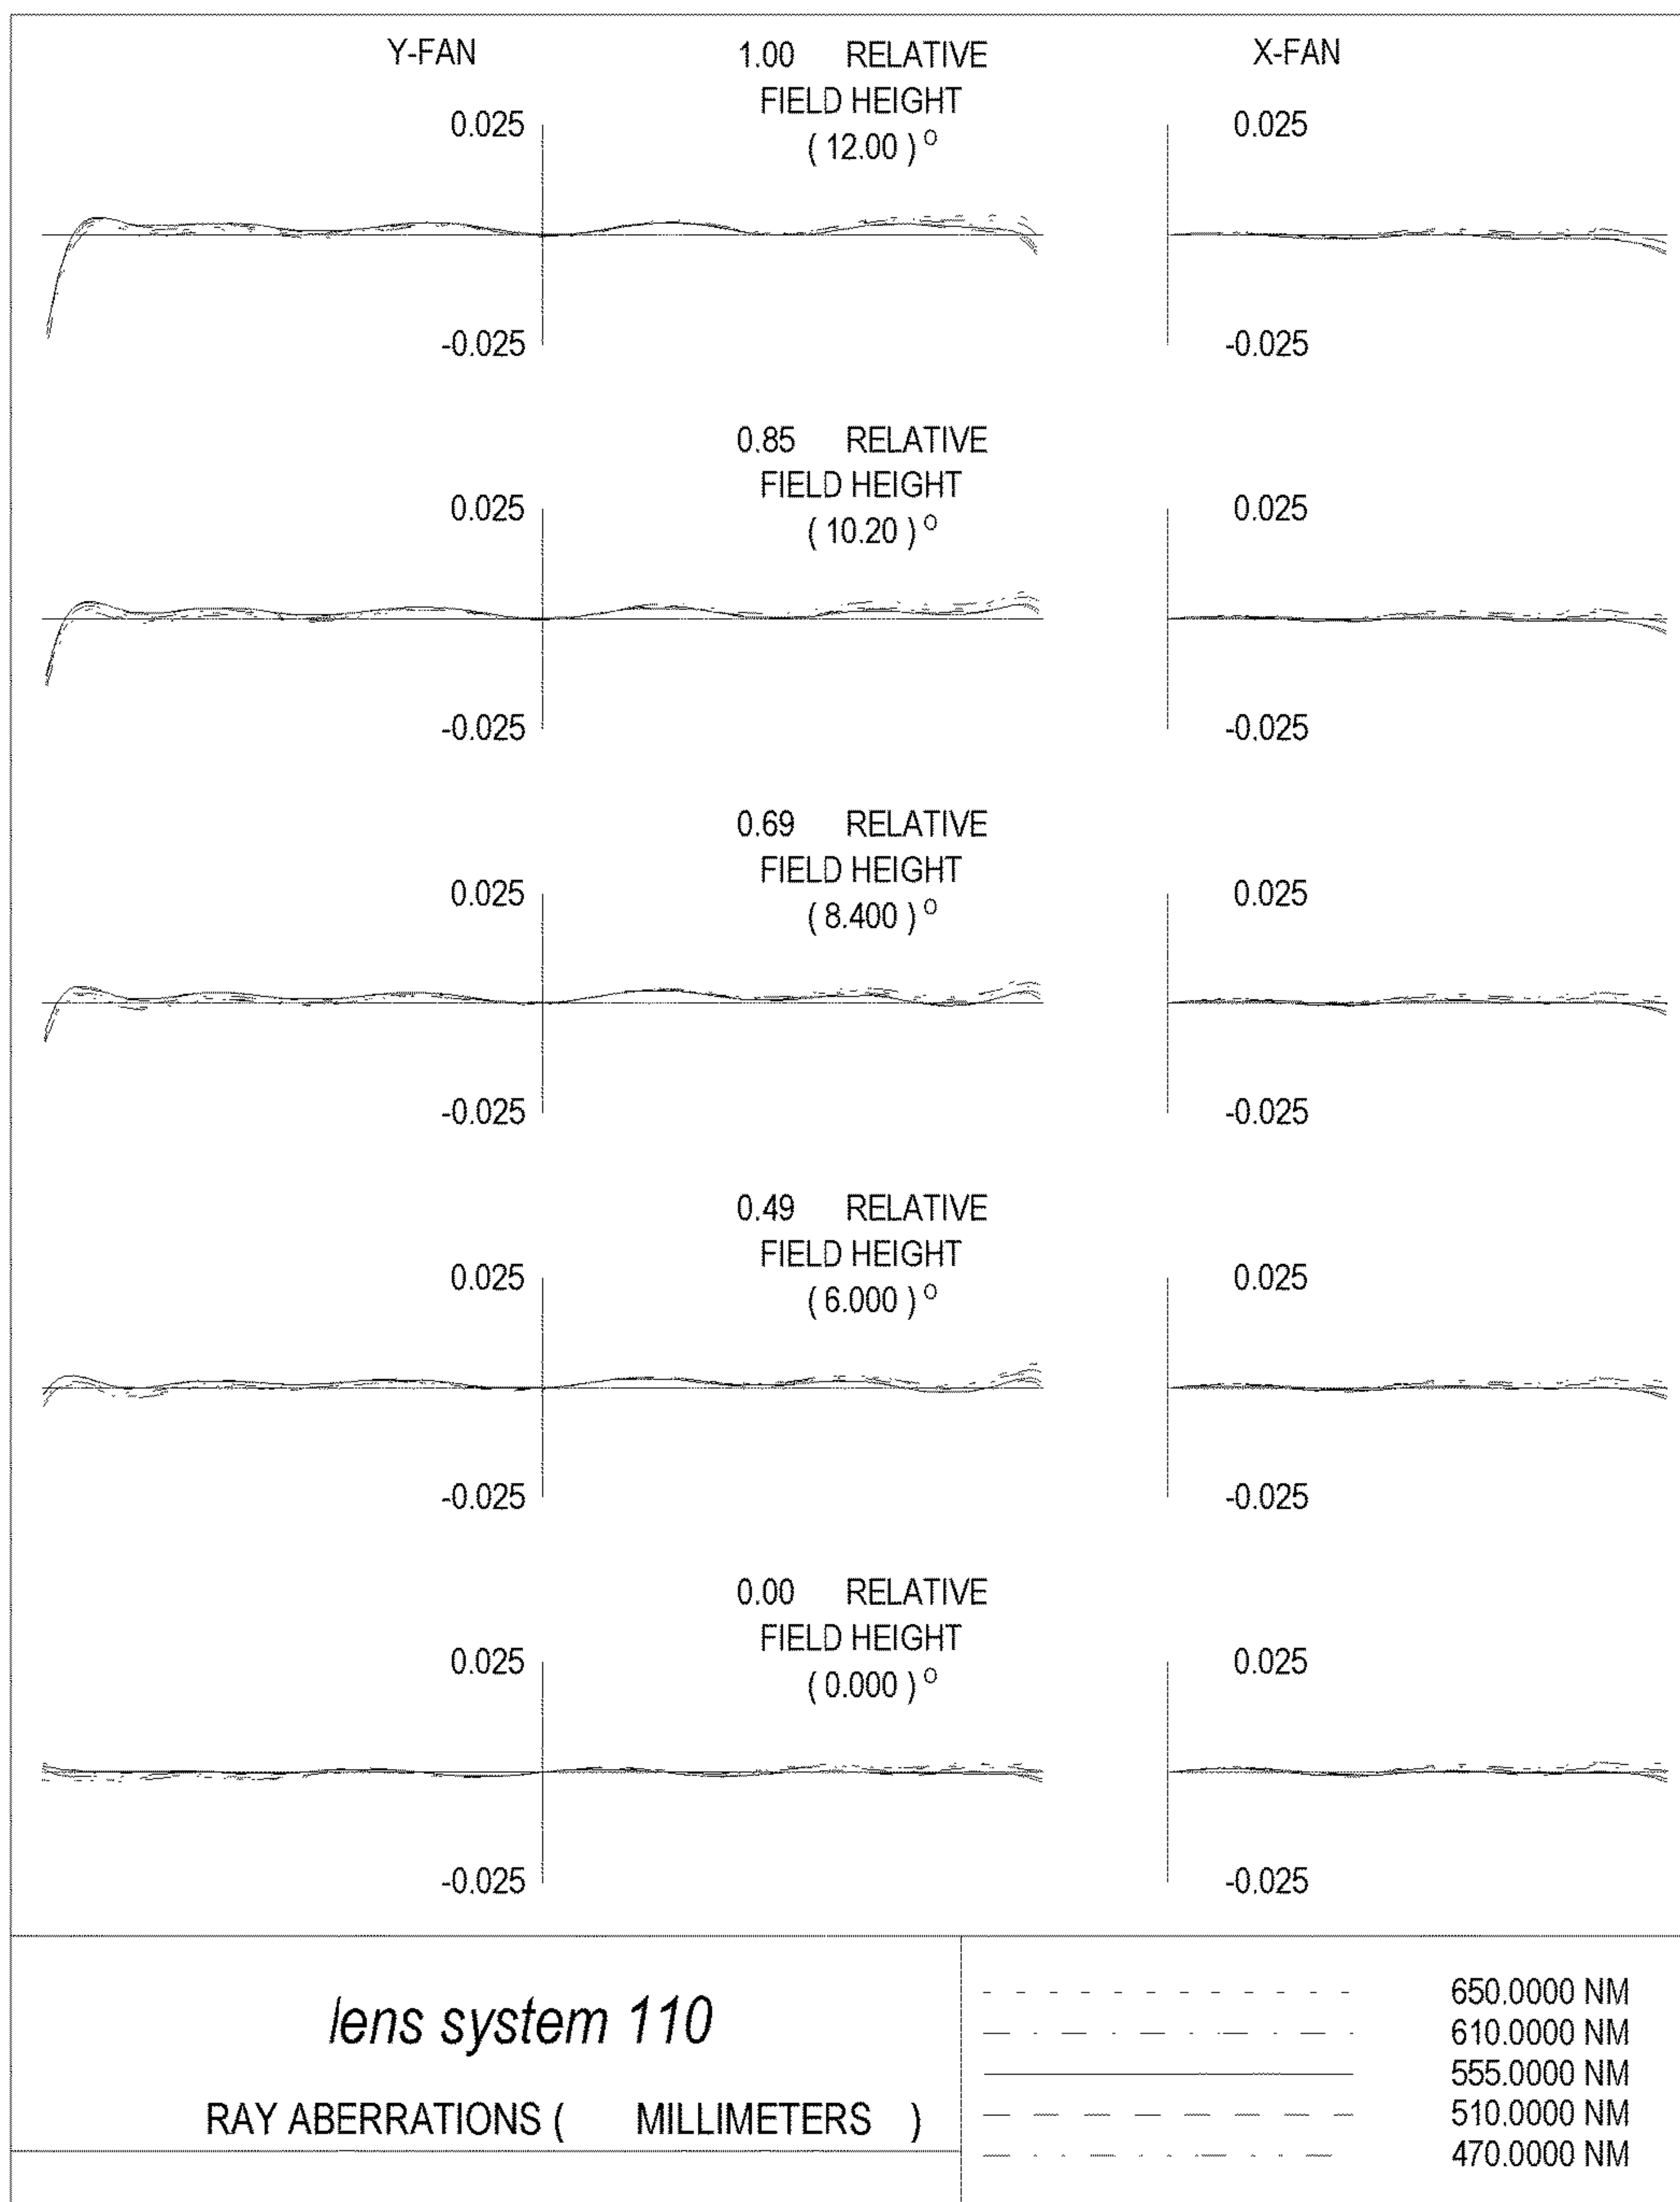 Y-FAN
1.00 RELATIVE
FIELD HEIGHT
( 12.00 ) O
X-FAN
0.025
-0.025
0.025
-0.025
0.85 RELATIVE
FIELD HEIGHT
( 10.20 ) O
0.025
-0.025
0.025
-0.025
0.69 RELATIVE
FIELD HEIGHT
( 8.400 ) O
0.025
-0.025
0.025
-0.025
0.49 RELATIVE
FIELD HEIGHT
( 6.000 ) O
0.025
-0.025
0.025
-0.025
0.00 RELATIVE
FIELD HEIGHT
( 0.000 ) O
0.025
-0.025
0.025
-0.025
lens system 110
RAY ABERRATIONS ( MILLIMETERS )
650.0000 NM
610.0000 NM
555.0000 NM
510.0000 NM
470.0000 NM